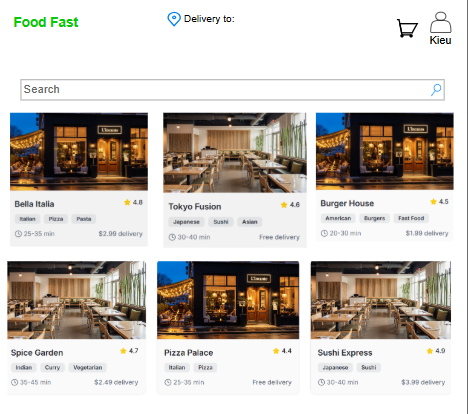 Food Fast
Delivery to:
Kieu
Search
Bella Italia 4.8
Italian Pizza Pasta
25-35 min $2.99 delivery
Tokyo Fusion 4.6
Japanese Sushi Asian
30-40 min Free delivery
Burger House 4.5
American Burgers Fast Food
20-30 min $1.99 delivery
Spice Garden 4.7
Indian Curry Vegetarian
35-45 min $2.49 delivery
Pizza Palace 4.4
Italian Pizza
25-35 min Free delivery
Sushi Express 4.9
Japanese Sushi
30-40 min $3.99 delivery